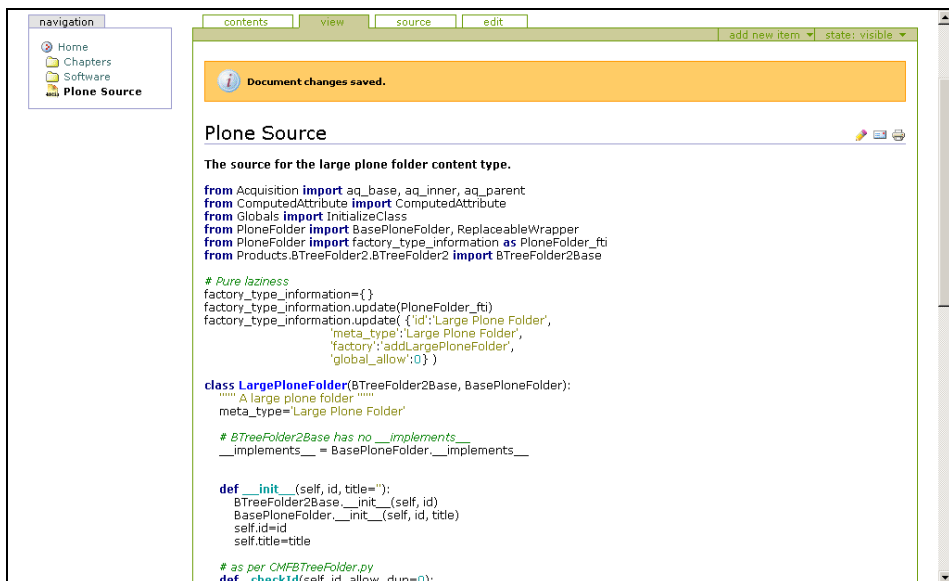 navigation
Home
Chapters
Software
Plone Source
contents view source edit
add new item state: visible
Document changes saved.
Plone Source
The source for the large plone folder content type.
from Acquisition import aq_base, aq_inner, aq_parent
from ComputedAttribute import ComputedAttribute
from Globals import InitializeClass
from PloneFolder import BasePloneFolder, ReplaceableWrapper
from PloneFolder import factory_type_information as PloneFolder_fti
from Products.BTreeFolder2.BTreeFolder2 import BTreeFolder2Base
# Pure laziness
factory_type_information={}
factory_type_information.update(PloneFolder_fti)
factory_type_information.update( {'id':'Large Plone Folder',
'meta_type':'Large Plone Folder',
'factory':'addLargePloneFolder',
'global_allow':0} )
class LargePloneFolder(BTreeFolder2Base, BasePloneFolder):
""" A large plone folder """
meta_type='Large Plone Folder'
# BTreeFolder2Base has no __implements__
__implements__ = BasePloneFolder.__implements__
def __init__(self, id, title=''):
BTreeFolder2Base.__init__(self, id)
BasePloneFolder.__init__(self, id, title)
self.id=id
self.title=title
# as per CMFBTreeFolder.py
def _checkId(self, id, allow_dup=0):